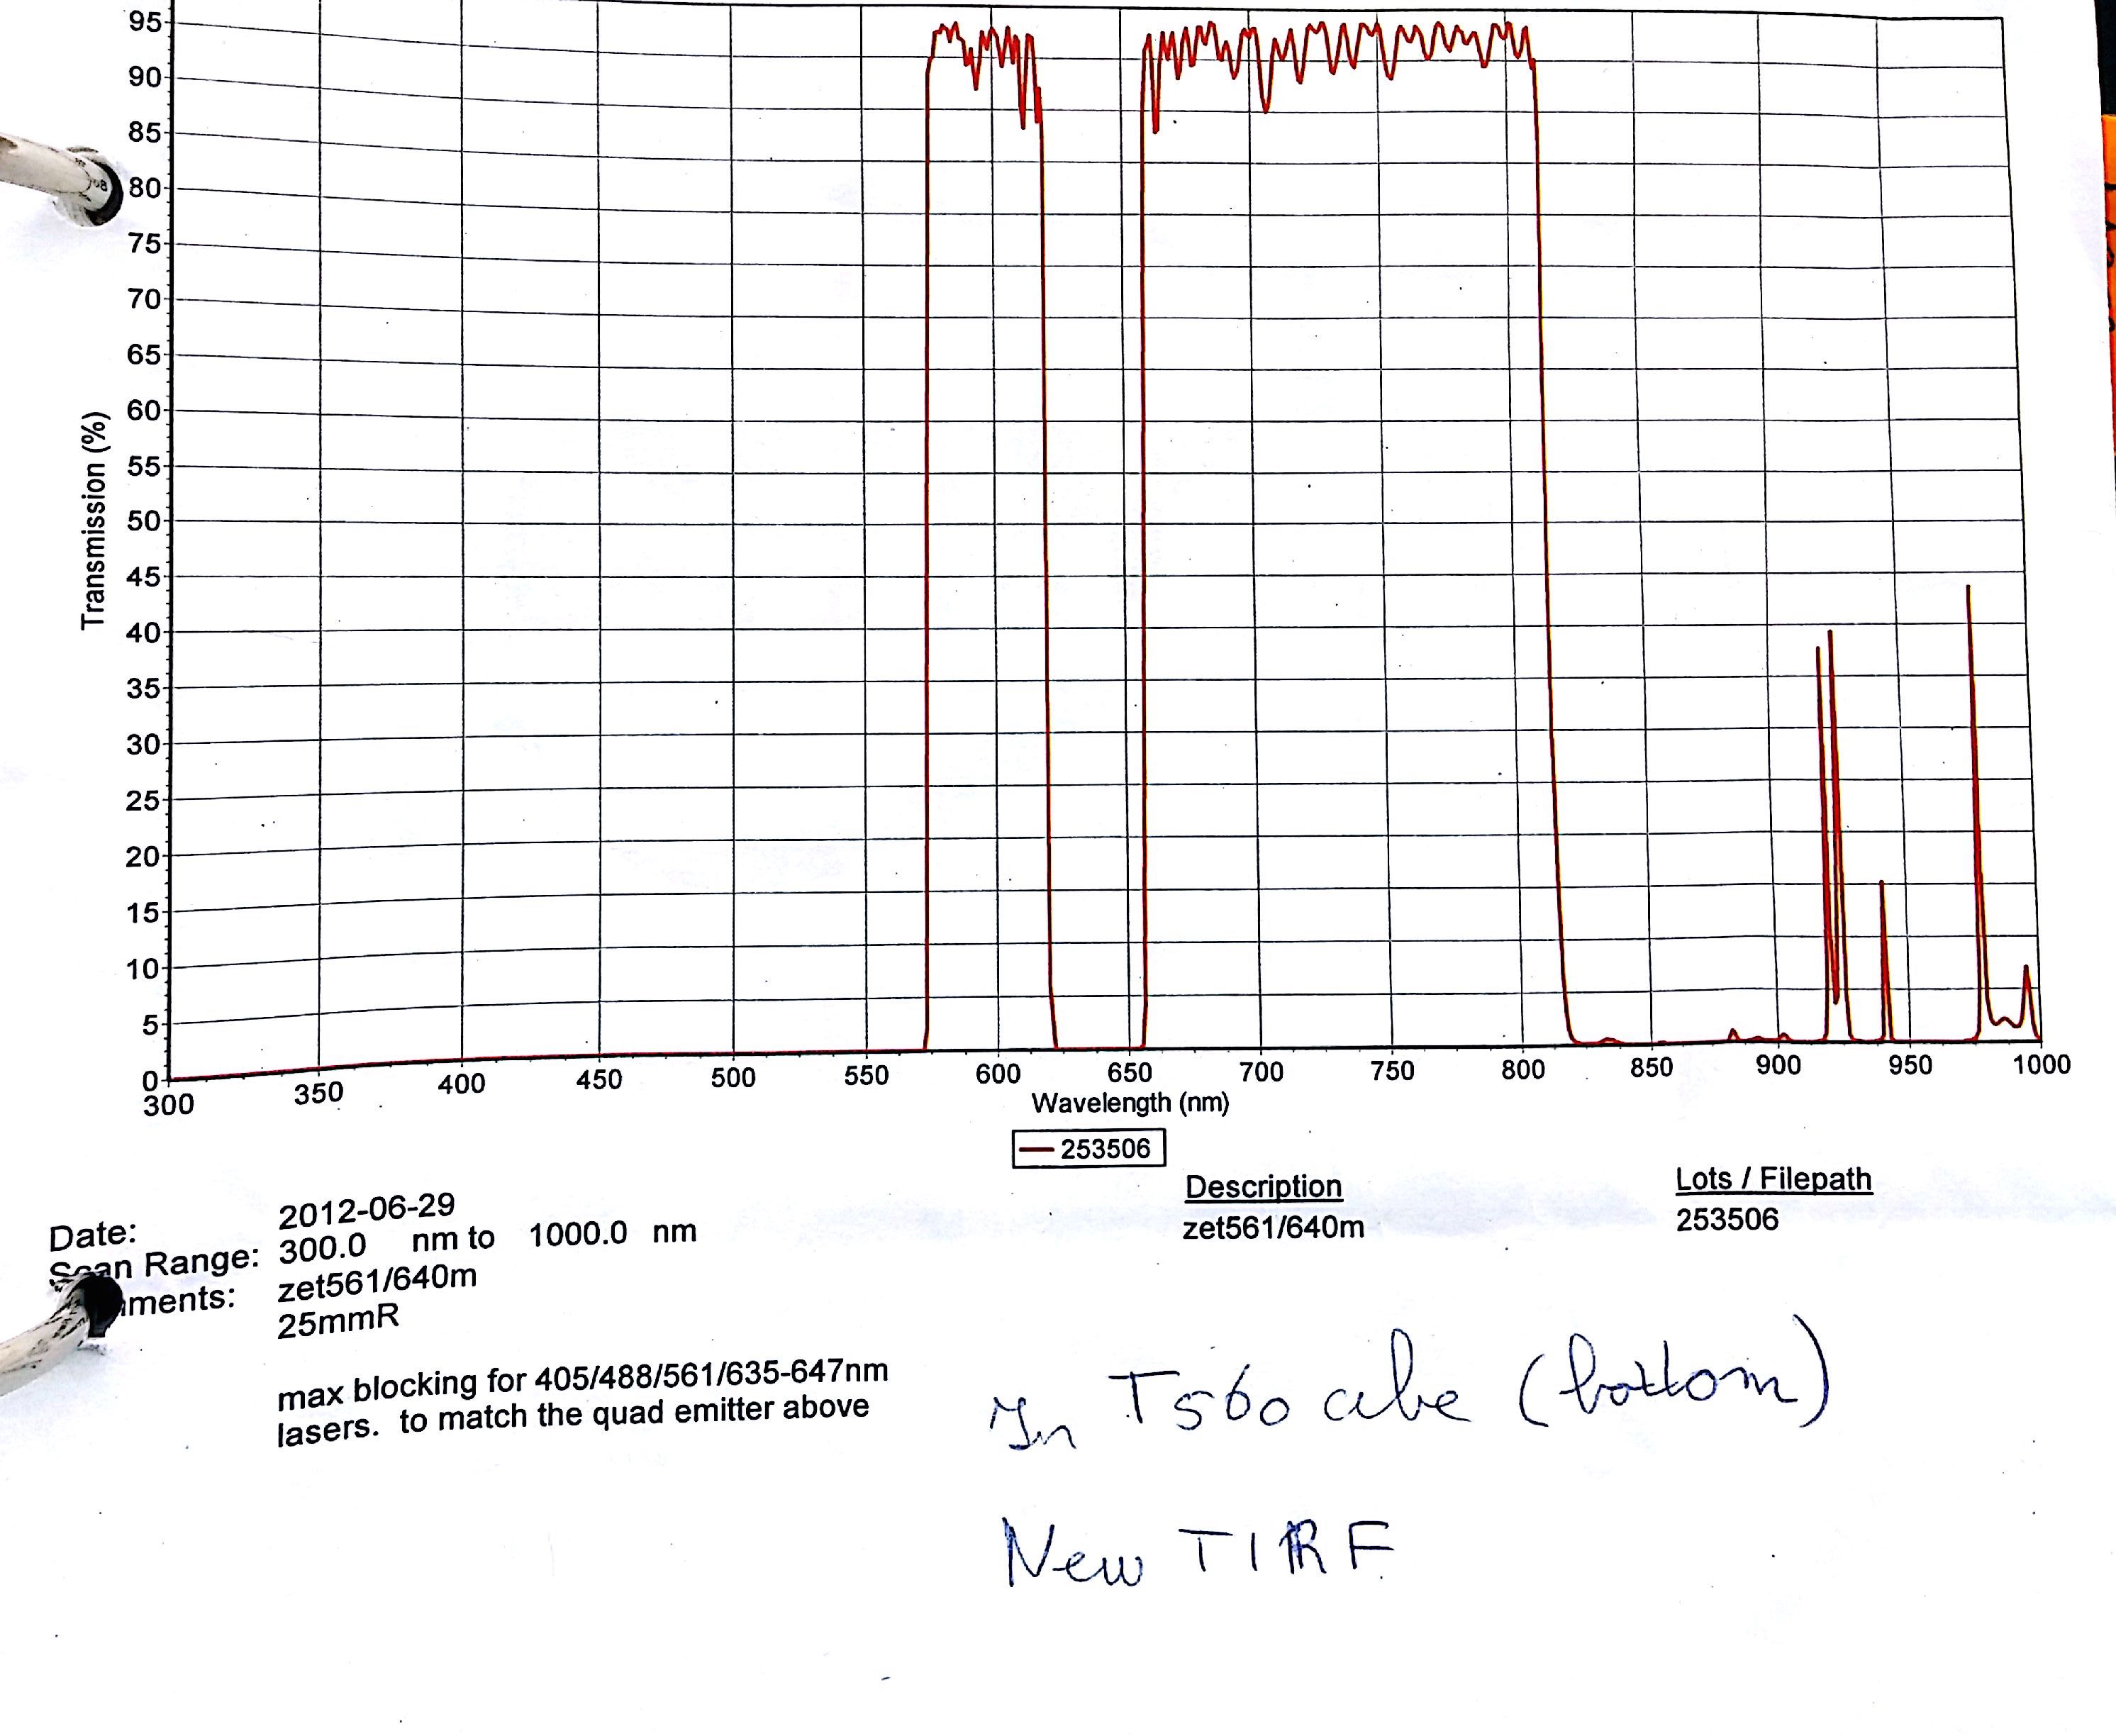 95
90
85
80
75
70
65
60
55
50
45
40
35
30
25
20
15
10
5
0
Transmission (%)
300 350 400 450 500 550 600 650 700 750 800 850 900 950 1000
Wavelength (nm)
253506
Description Lots / Filepath
zet561/640m 253506
Date: 2012-06-29
Scan Range: 300.0 nm to 1000.0 nm
mments: zet561/640m
25mmR
max blocking for 405/488/561/635-647nm
lasers. to match the quad emitter above
In T560 cube (bottom)
New TIRF